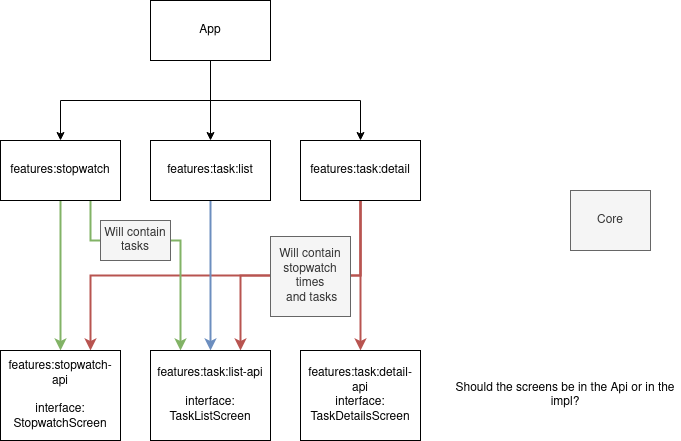 App
features:stopwatch
features:task:list
features:task:detail
Will contain
tasks
Will contain
stopwatch
times
and tasks
Core
features:stopwatch-
api
interface:
StopwatchScreen
features:task:list-api
interface:
TaskListScreen
features:task:detail-
api
interface:
TaskDetailsScreen
Should the screens be in the Api or in the
impl?